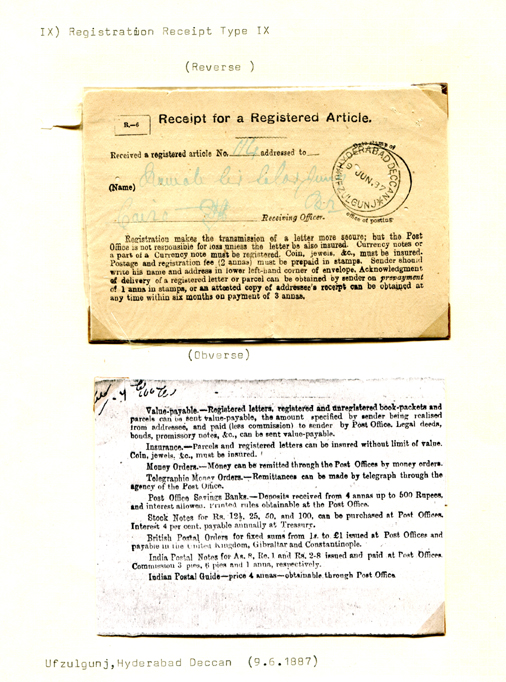 IX) Registration Receipt Type IX
(Reverse )
R.—6
Receipt for a Registered Article.
Received a registered article No. addressed to
Date stamp of
HYDERABAD DECCAN
9 JUN. 87
office of posting
(Name)
Receiving Officer.
Registration makes the transmission of a letter more secure; but the Post
Office is not responsible for loss unless the letter be also insured. Currency notes or
a part of a Currency note must be registered. Coin, jewels, &c., must be insured.
Postage and registration fee (2 annas) must be prepaid in stamps. Sender should
write his name and address in lower left-hand corner of envelope. Acknowledgment
of delivery of a registered letter or parcel can be obtained by sender on prepayment
of 1 anna in stamps, or an attested copy of addressee's receipt can be obtained at
any time within six months on payment of 3 annas.
(Obverse)
Value-payable.—Registered letters, registered and unregistered book-packets and
parcels can be sent value-payable, the amount specified by sender being realised
from addressee, and paid (less commission) to sender by Post Office. Legal deeds,
bonds, promissory notes, &c., can be sent value-payable.
Insurance.—Parcels and registered letters can be insured without limit of value.
Coin, jewels, &c., must be insured.
Money Orders.—Money can be remitted through the Post Offices by money orders.
Telegraphic Money Orders.—Remittances can be made by telegraph through the
agency of the Post Office.
Post Office Savings Banks.—Deposits received from 4 annas up to 500 Rupees,
and interest allowed. Printed rules obtainable at the Post Office.
Stock Notes for Rs. 12½, 25, 50, and 100, can be purchased at Post Offices.
Interest 4 per cent. payable annually at Treasury.
British Postal Orders for fixed sums from 1s. to £1 issued at Post Offices and
payable in the United Kingdom, Gibraltar and Constantinople.
India Postal Notes for As. 8, Re. 1 and Rs. 2-8 issued and paid at Post Offices.
Commission 3 pies, 6 pies and 1 anna, respectively.
Indian Postal Guide—price 4 annas—obtainable through Post Office
Ufzulgunj,Hyderabad Deccan (9.6.1887)